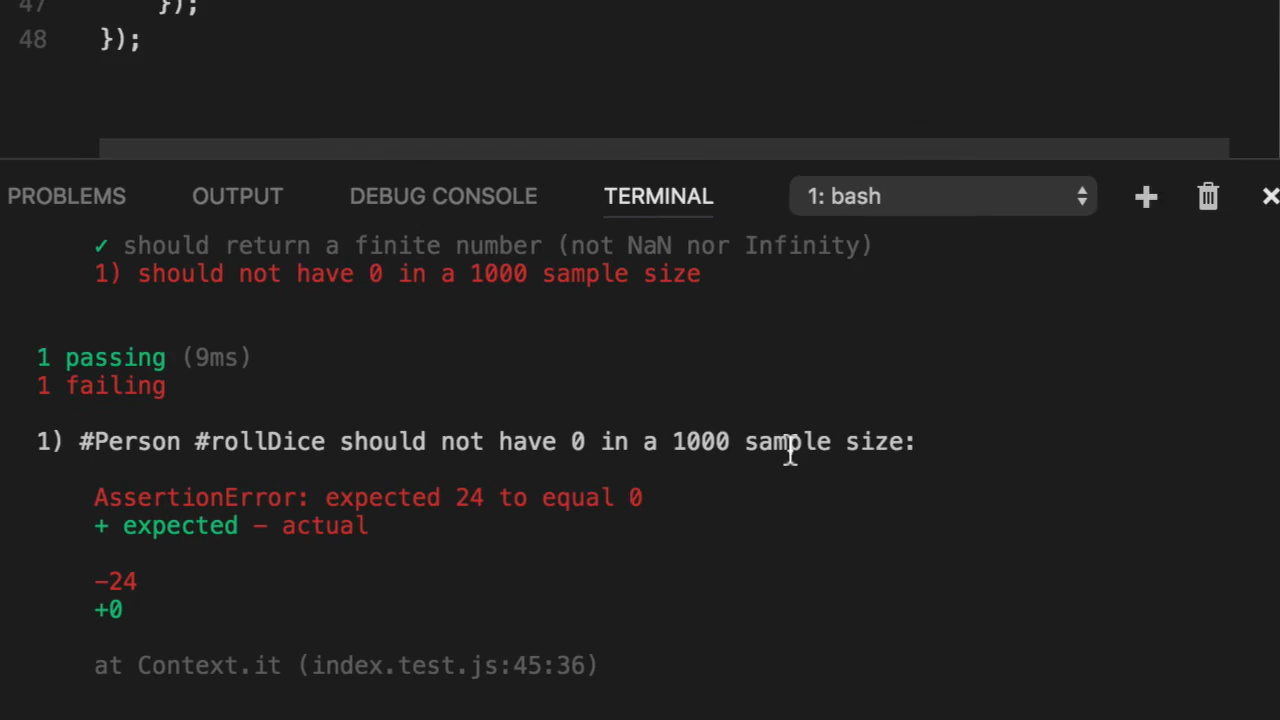 47 });
48 });
PROBLEMS OUTPUT DEBUG CONSOLE TERMINAL 1: bash
✓ should return a finite number (not NaN nor Infinity)
1) should not have 0 in a 1000 sample size
1 passing (9ms)
1 failing
1) #Person #rollDice should not have 0 in a 1000 sample size:
AssertionError: expected 24 to equal 0
+ expected - actual
-24
+0
at Context.it (index.test.js:45:36)